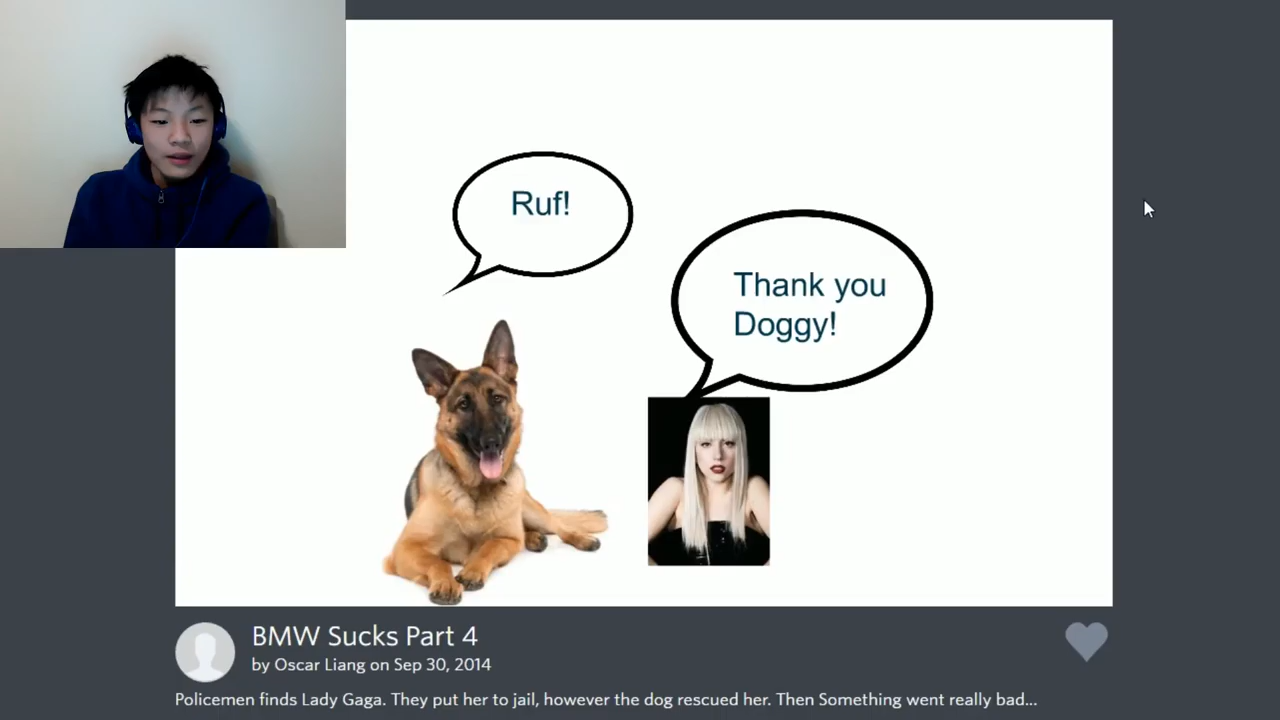 Ruf!
Thank you
Doggy!
BMW Sucks Part 4
by Oscar Liang on Sep 30, 2014
Policemen finds Lady Gaga. They put her to jail, however the dog rescued her. Then Something went really bad...